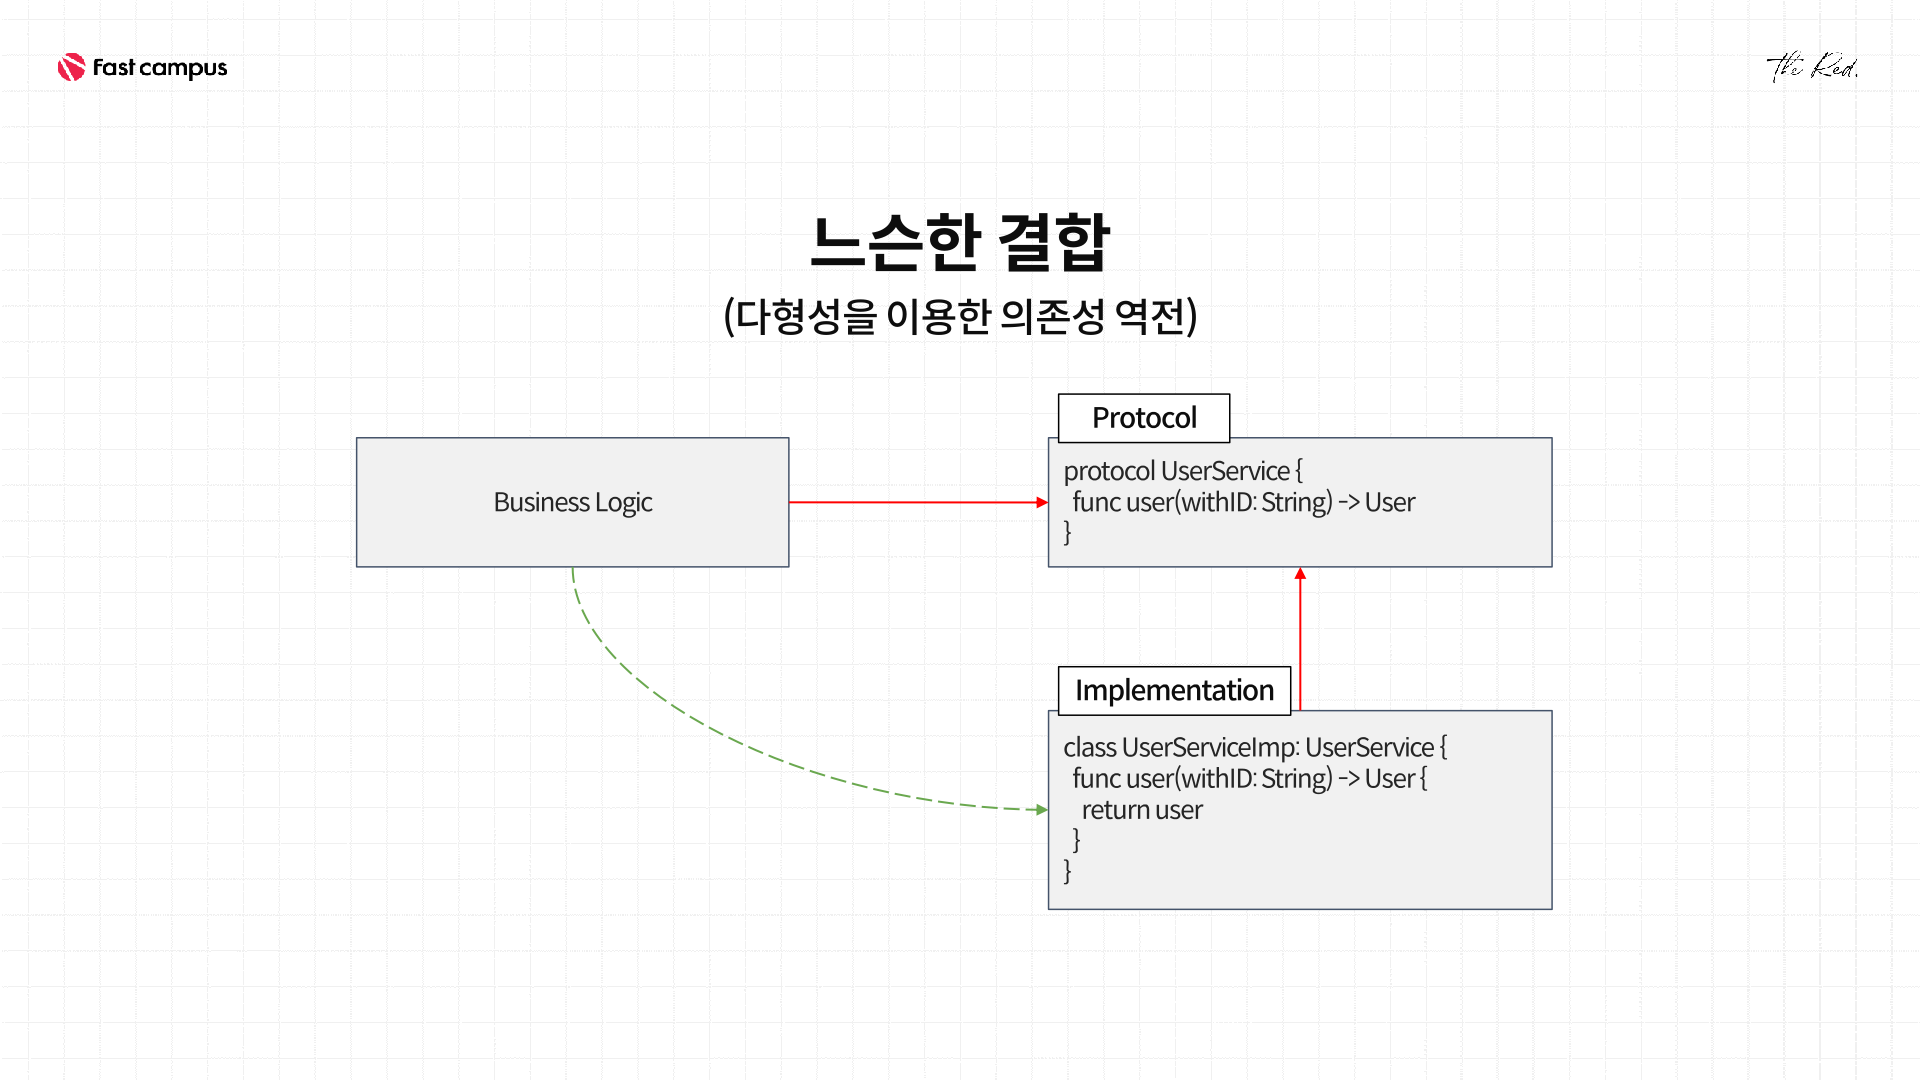 Fast campus
The Red.
느슨한 결합
(다형성을 이용한 의존성 역전)
Business Logic
Protocol
protocol UserService {
func user(withID: String) -> User
}
Implementation
class UserServiceImp: UserService {
func user(withID: String) -> User {
return user
}
}